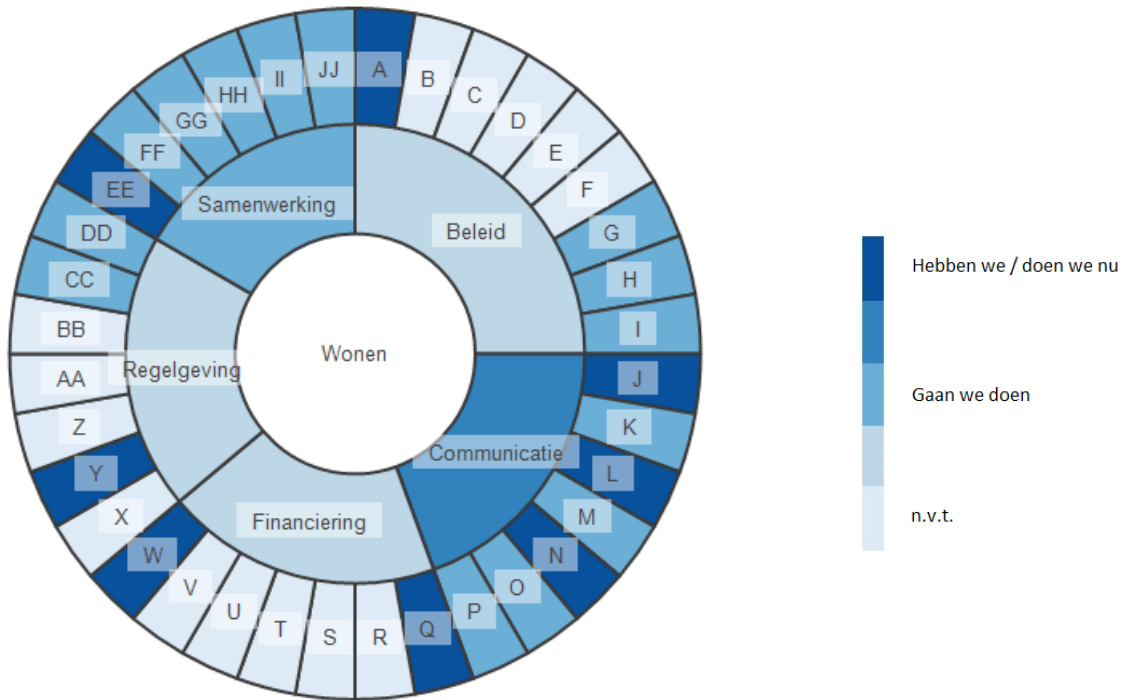 A
B
C
D
E
F
G
H
I
J
K
L
M
N
O
P
Q
R
S
T
U
V
W
X
Y
Z
AA
BB
CC
DD
EE
FF
GG
HH
II
JJ
Samenwerking
Beleid
Wonen
Regelgeving
Communicatie
Financiering
Hebben we / doen we nu
Gaan we doen
n.v.t.